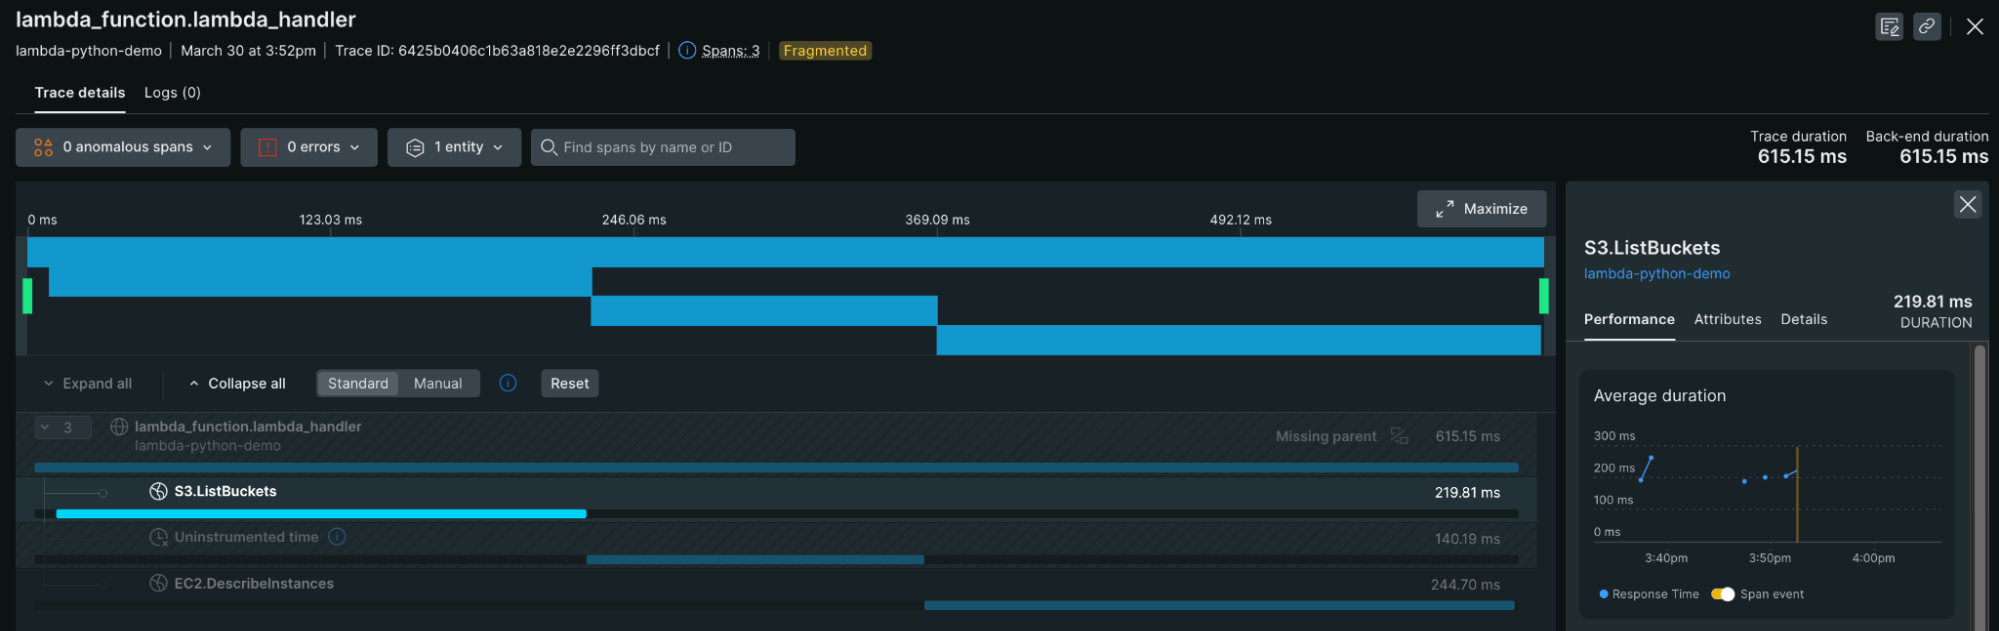 lambda_function.lambda_handler
lambda-python-demo | March 30 at 3:52pm | Trace ID: 6425b0406c1b63a818e2e2296ff3dbcf | Spans: 3 | Fragmented
Trace details Logs (0)
0 anomalous spans 0 errors 1 entity Find spans by name or ID
Trace duration Back-end duration
615.15 ms 615.15 ms
Maximize
0 ms 123.03 ms 246.06 ms 369.09 ms 492.12 ms
Expand all Collapse all Standard Manual Reset
3 lambda_function.lambda_handler Missing parent 615.15 ms
lambda-python-demo
S3.ListBuckets 219.81 ms
Uninstrumented time 140.19 ms
EC2.DescribeInstances 244.70 ms
S3.ListBuckets
lambda-python-demo
219.81 ms
DURATION
Performance Attributes Details
Average duration
300 ms
200 ms
100 ms
0 ms
3:40pm 3:50pm 4:00pm
Response Time Span event